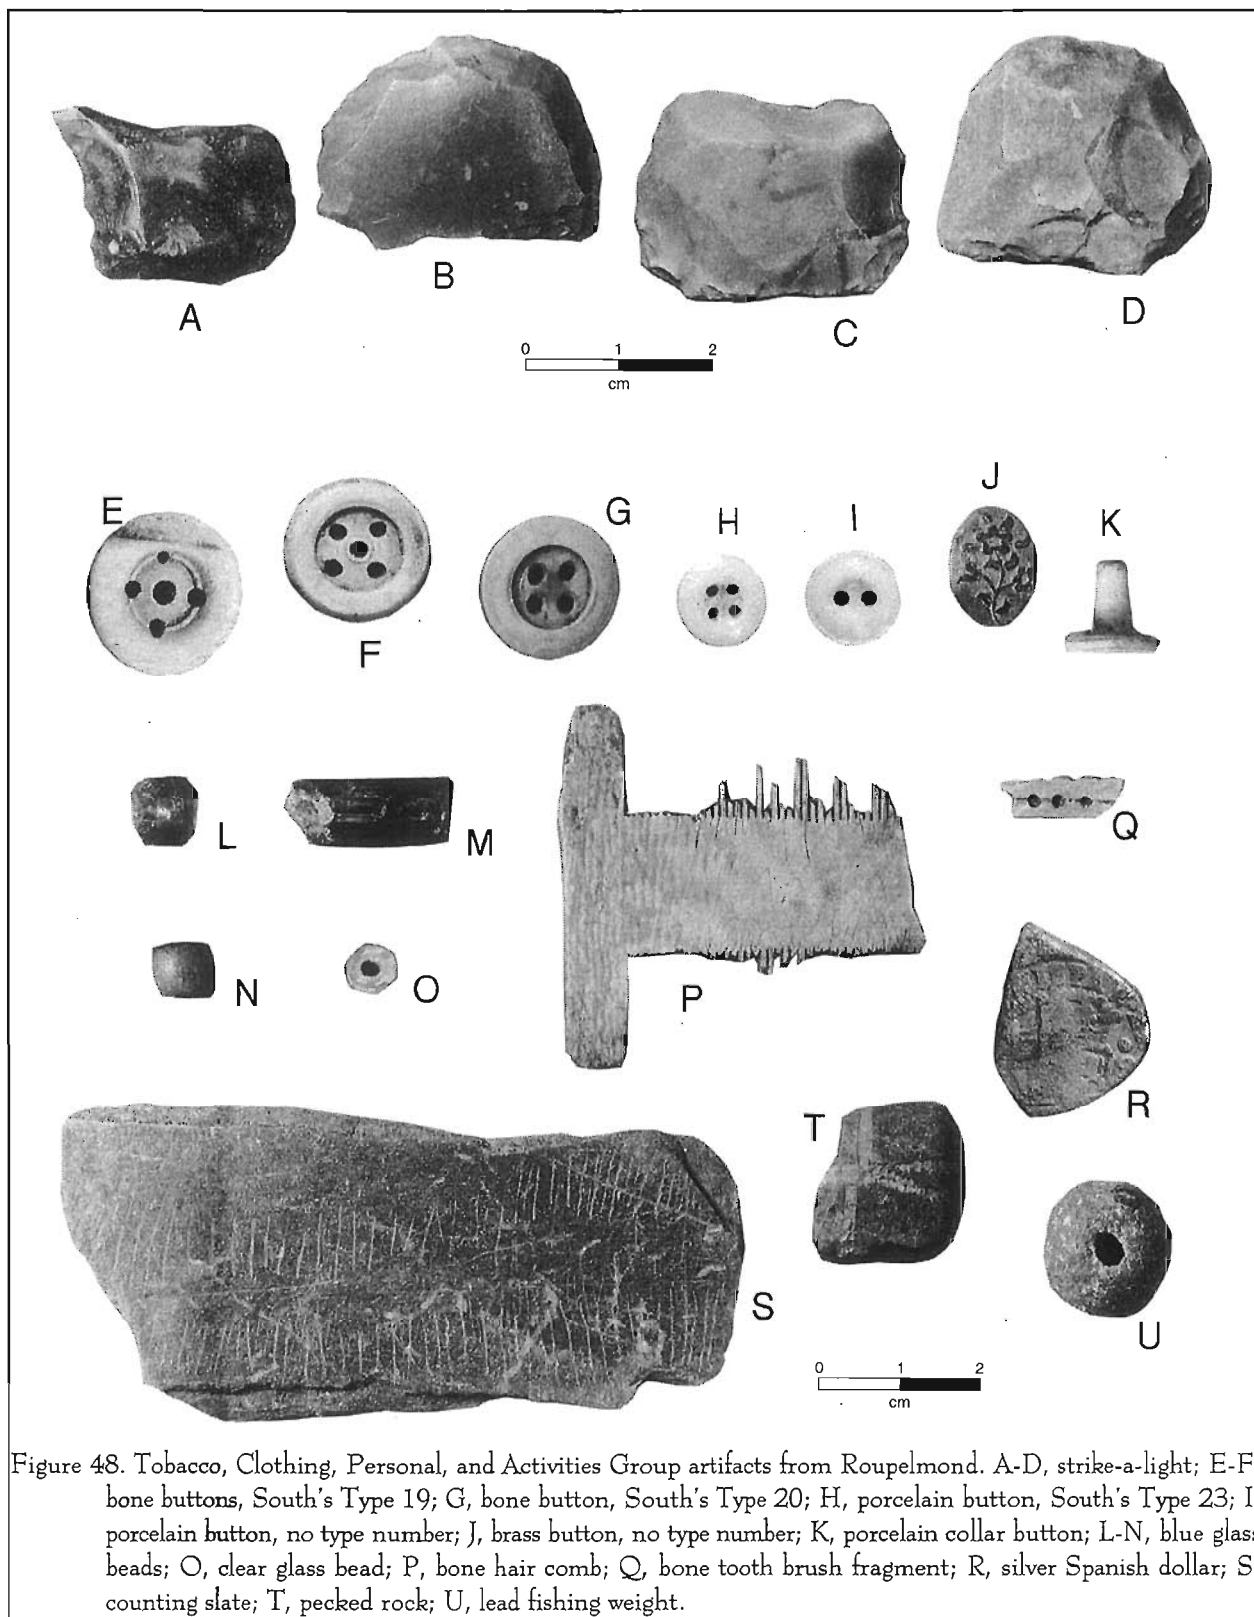 A
B
C
D
0 1 2
cm
E
F
G
H
I
J
K
L
M
N
O
P
Q
R
S
T
U
0 1 2
cm
Figure 48. Tobacco, Clothing, Personal, and Activities Group artifacts from Roupelmond. A-D, strike-a-light; E-F
bone buttons, South's Type 19; G, bone button, South's Type 20; H, porcelain button, South's Type 23; I
porcelain button, no type number; J, brass button, no type number; K, porcelain collar button; L-N, blue glass
beads; O, clear glass bead; P, bone hair comb; Q, bone tooth brush fragment; R, silver Spanish dollar; S
counting slate; T, pecked rock; U, lead fishing weight.